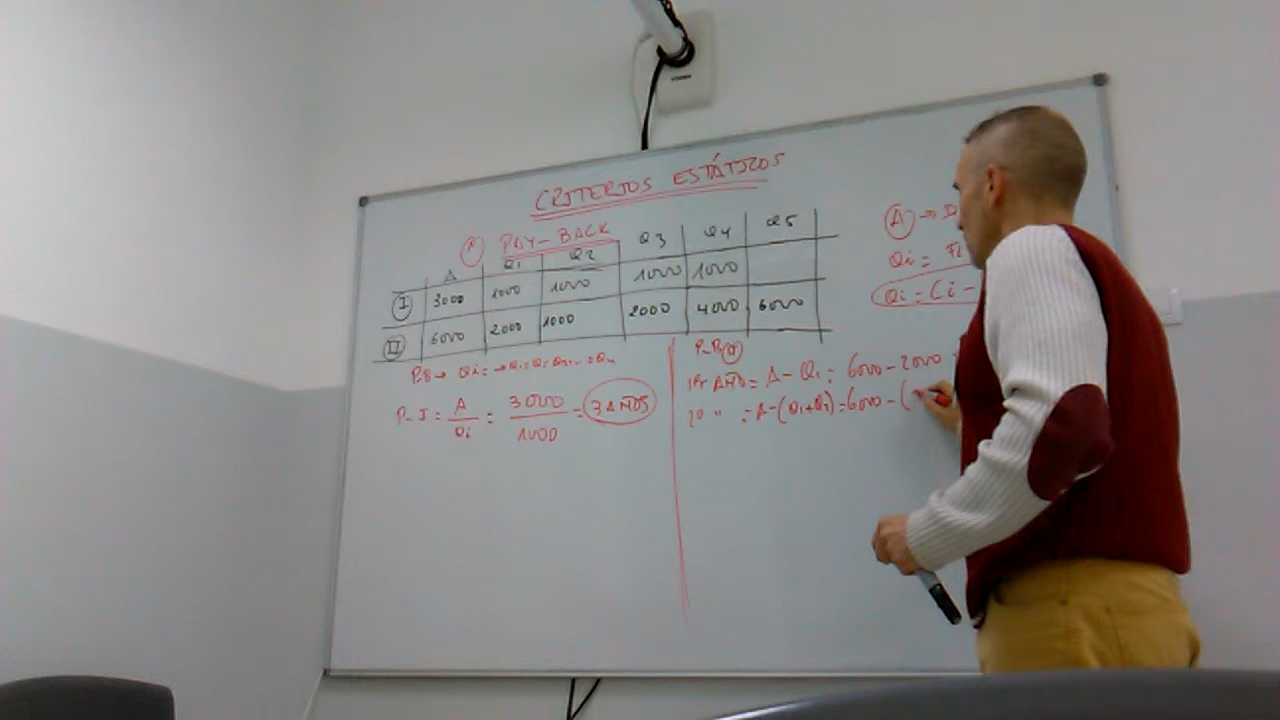 CRITERIOS ESTÁTICOS
PAY-BACK
A Q1 Q2 Q3 Q4 Q5
I 3000 1000 1000 1000 1000
II 6000 2000 1000 2000 4000 6000
P-B → Qi =
P-I = A/Qi = 3000/1000 = 3 AÑOS
P-B II
1er AÑO = A - Q1 = 6000 - 2000
2º " = A - (Q1+Q2) = 6000 - (
A → D
Qi =
Qi = Ci -